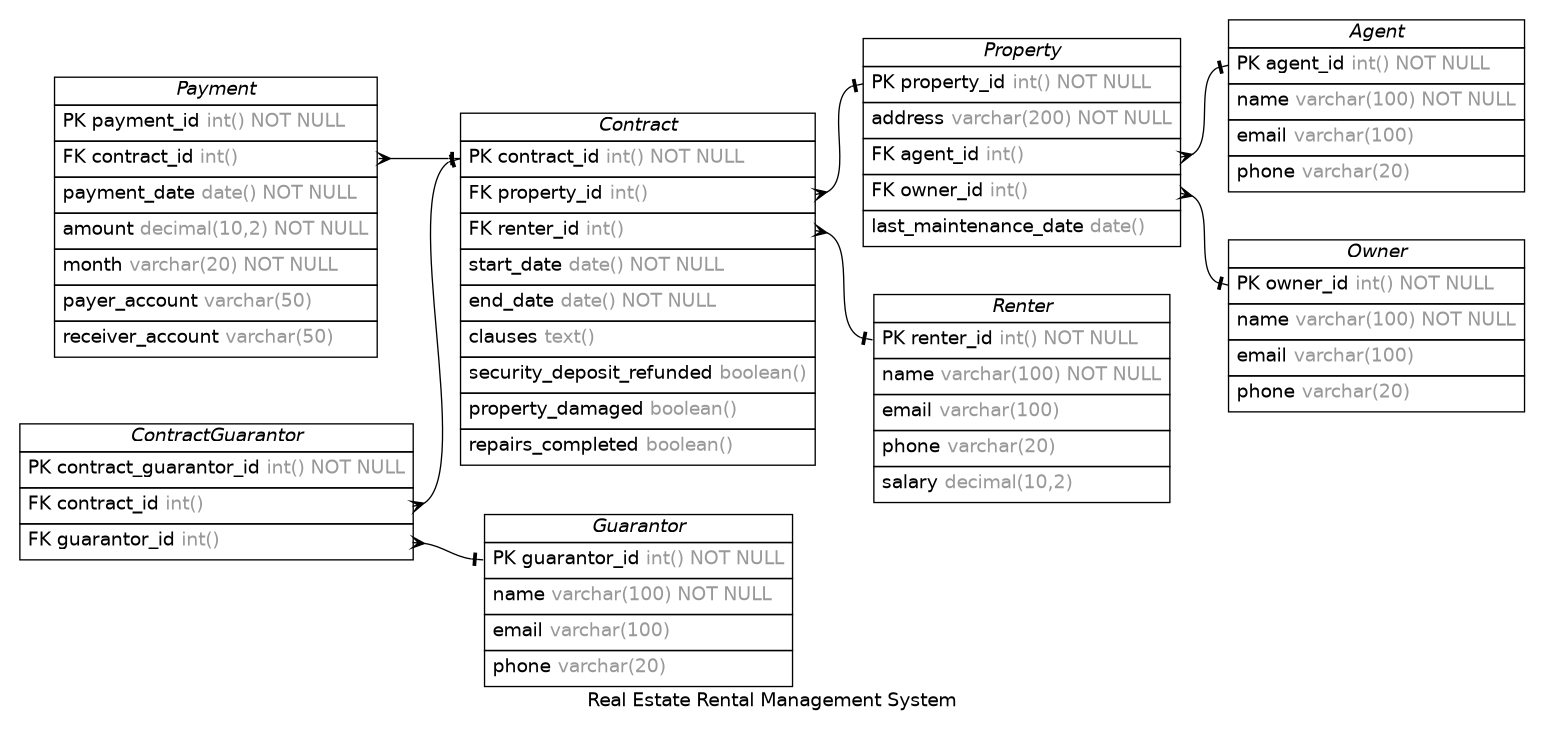 Payment
PK payment_id int() NOT NULL
FK contract_id int()
payment_date date() NOT NULL
amount decimal(10,2) NOT NULL
month varchar(20) NOT NULL
payer_account varchar(50)
receiver_account varchar(50)
ContractGuarantor
PK contract_guarantor_id int() NOT NULL
FK contract_id int()
FK guarantor_id int()
Contract
PK contract_id int() NOT NULL
FK property_id int()
FK renter_id int()
start_date date() NOT NULL
end_date date() NOT NULL
clauses text()
security_deposit_refunded boolean()
property_damaged boolean()
repairs_completed boolean()
Guarantor
PK guarantor_id int() NOT NULL
name varchar(100) NOT NULL
email varchar(100)
phone varchar(20)
Property
PK property_id int() NOT NULL
address varchar(200) NOT NULL
FK agent_id int()
FK owner_id int()
last_maintenance_date date()
Renter
PK renter_id int() NOT NULL
name varchar(100) NOT NULL
email varchar(100)
phone varchar(20)
salary decimal(10,2)
Agent
PK agent_id int() NOT NULL
name varchar(100) NOT NULL
email varchar(100)
phone varchar(20)
Owner
PK owner_id int() NOT NULL
name varchar(100) NOT NULL
email varchar(100)
phone varchar(20)
Real Estate Rental Management System